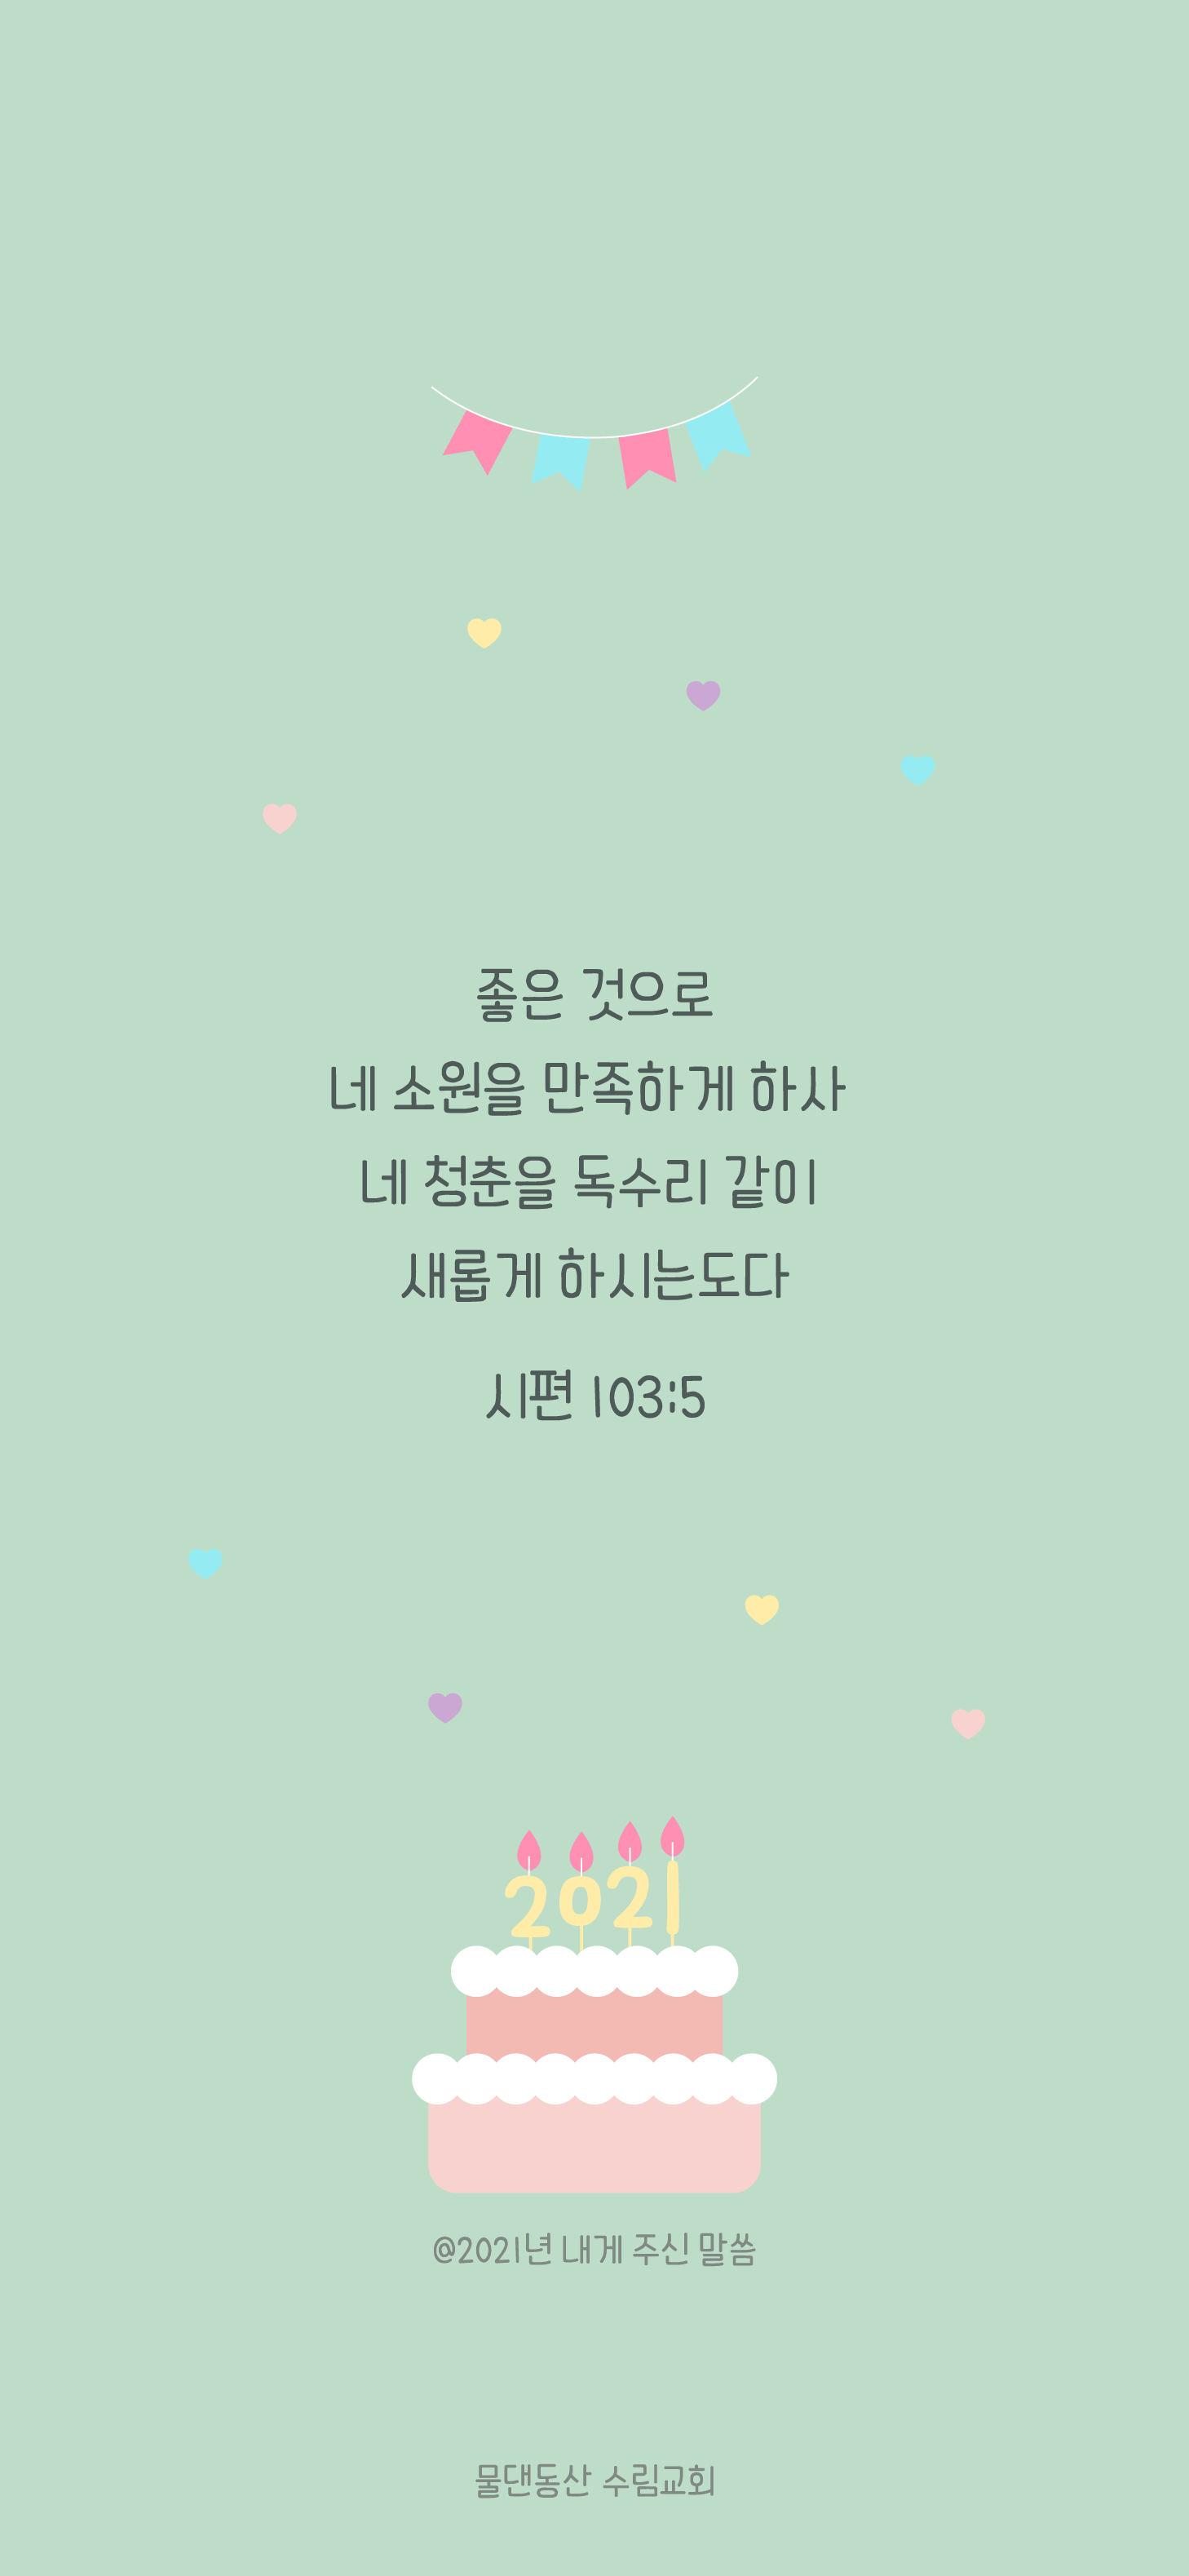 좋은 것으로
네 소원을 만족하게 하사
네 청춘을 독수리 같이
새롭게 하시는도다
시편 103:5
2021
@2021년 내게 주신 말씀
물댄동산 수림교회